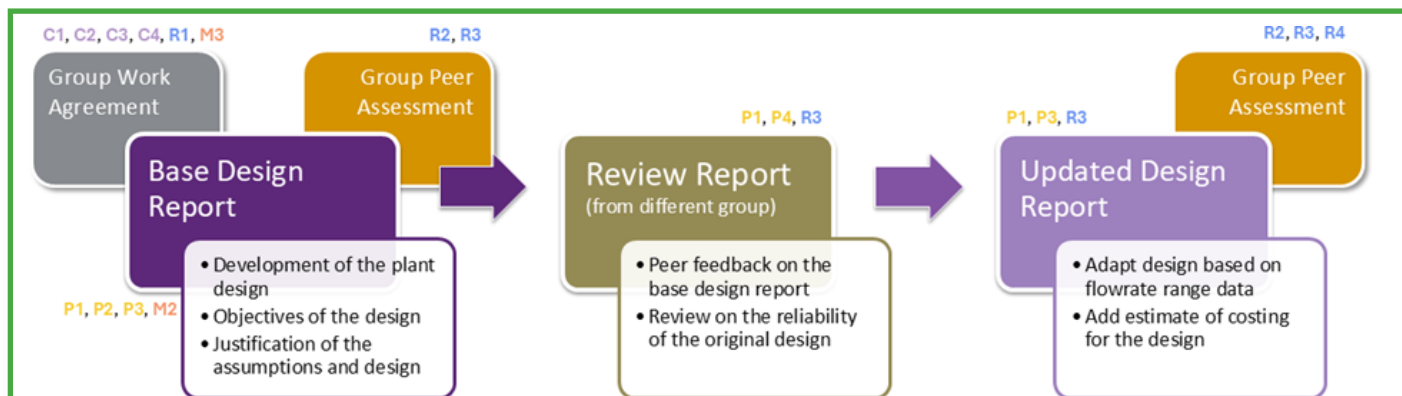 C1, C2, C3, C4, R1, M3
Group Work
Agreement
R2, R3
Group Peer
Assessment
Base Design
Report
P1, P2, P3, M2
• Development of the plant
design
• Objectives of the design
• Justification of the
assumptions and design
P1, P4, R3
Review Report
(from different group)
• Peer feedback on the
base design report
• Review on the reliability
of the original design
R2, R3, R4
Group Peer
Assessment
P1, P3, R3
Updated Design
Report
• Adapt design based on
flowrate range data
• Add estimate of costing
for the design